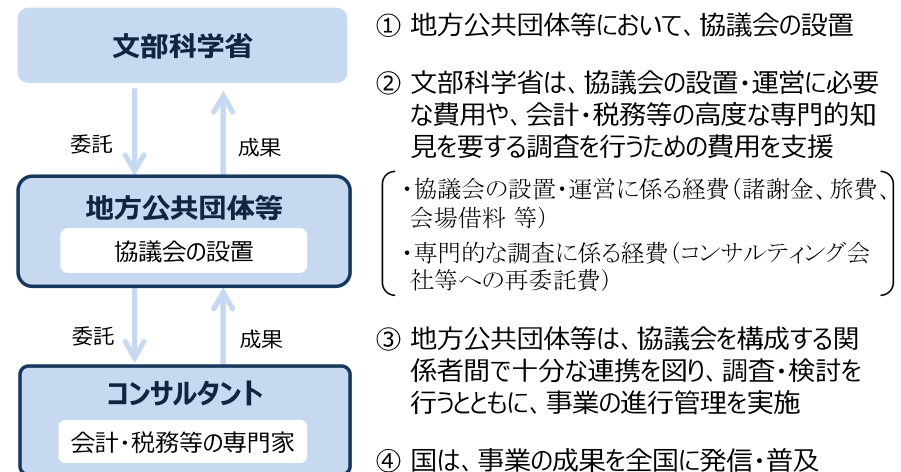 文部科学省
委託
成果
地方公共団体等
協議会の設置
委託
成果
コンサルタント
会計・税務等の専門家
① 地方公共団体等において、協議会の設置
② 文部科学省は、協議会の設置・運営に必要
な費用や、会計・税務等の高度な専門的知
見を要する調査を行うための費用を支援
・協議会の設置・運営に係る経費（諸謝金、旅費、
会場借料 等）
・専門的な調査に係る経費（コンサルティング会
社等への再委託費）
③ 地方公共団体等は、協議会を構成する関
係者間で十分な連携を図り、調査・検討を
行うとともに、事業の進行管理を実施
④ 国は、事業の成果を全国に発信・普及